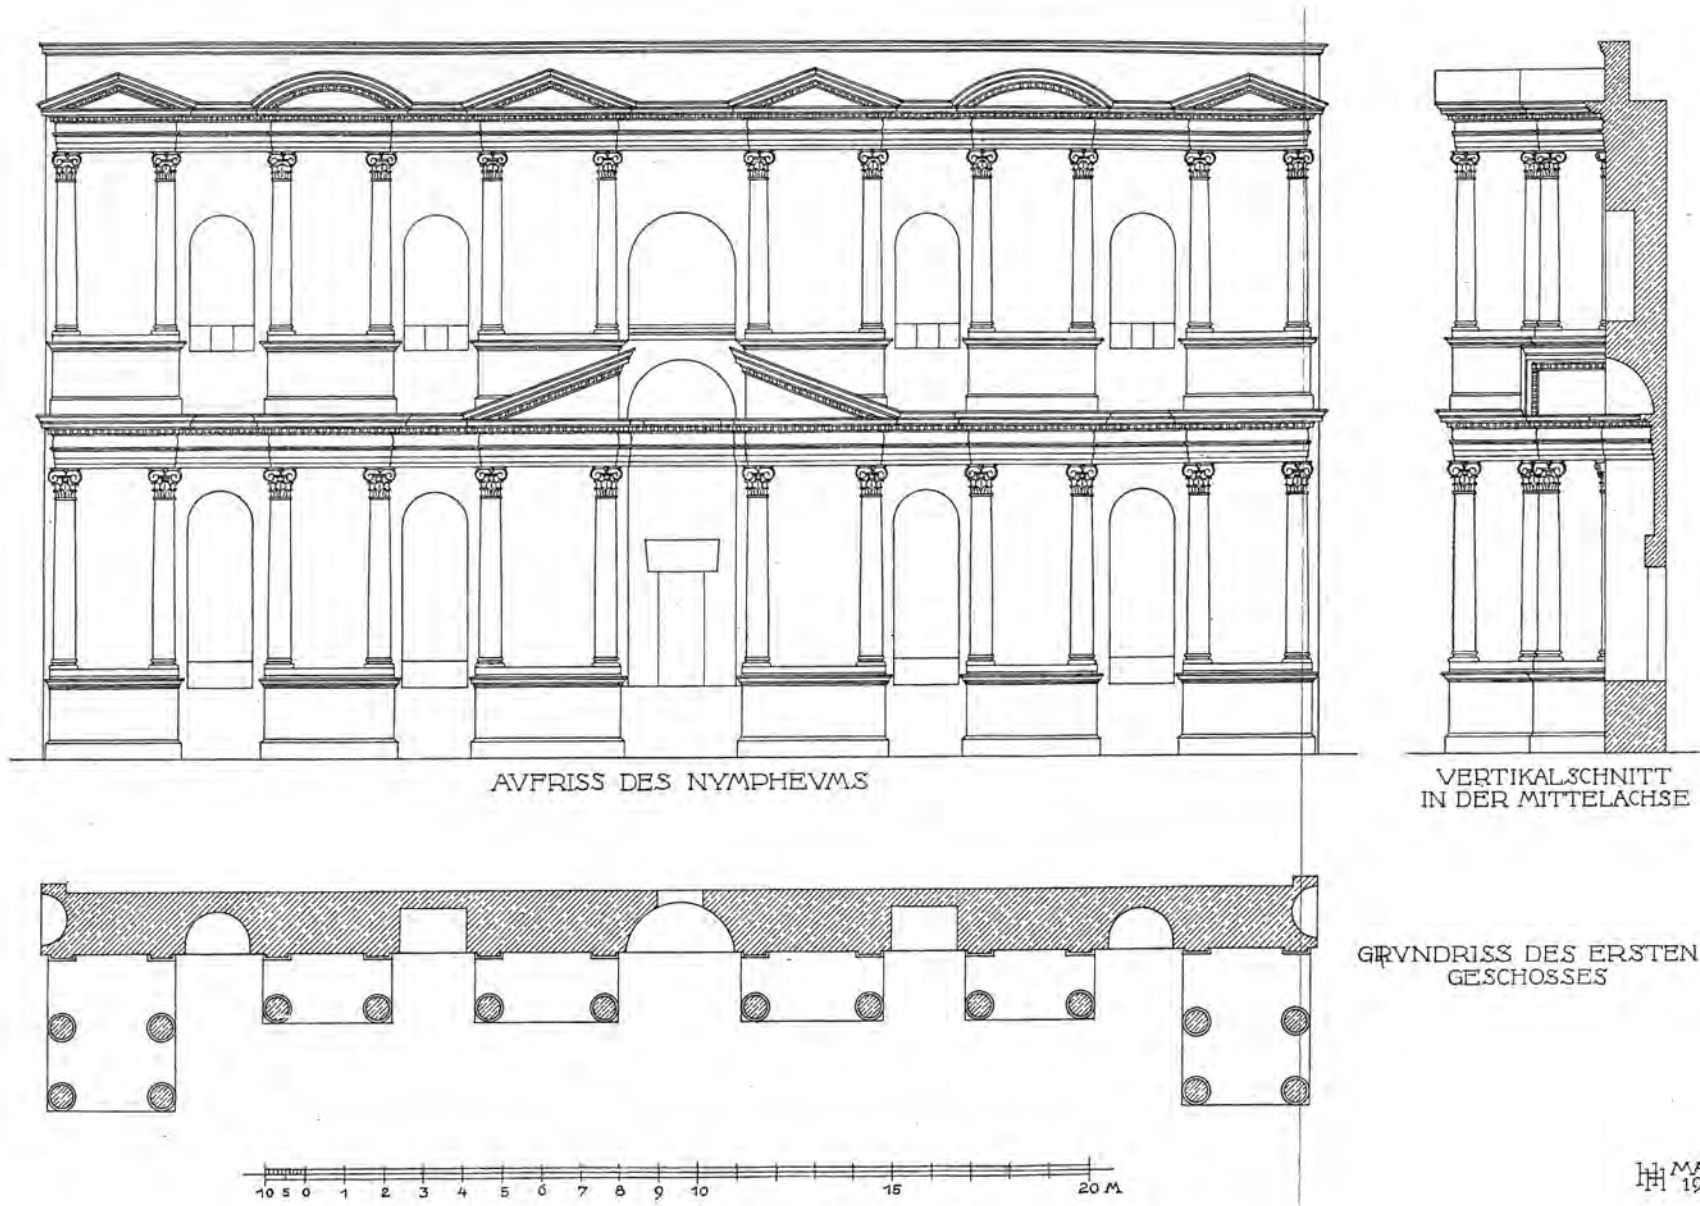 AVFRISS DES NYMPHEVMS
VERTIKALSCHNITT
IN DER MITTELACHSE
GRVNDRISS DES ERSTEN
GESCHOSSES
10 5 0 1 2 3 4 5 6 7 8 9 10 15 20 M